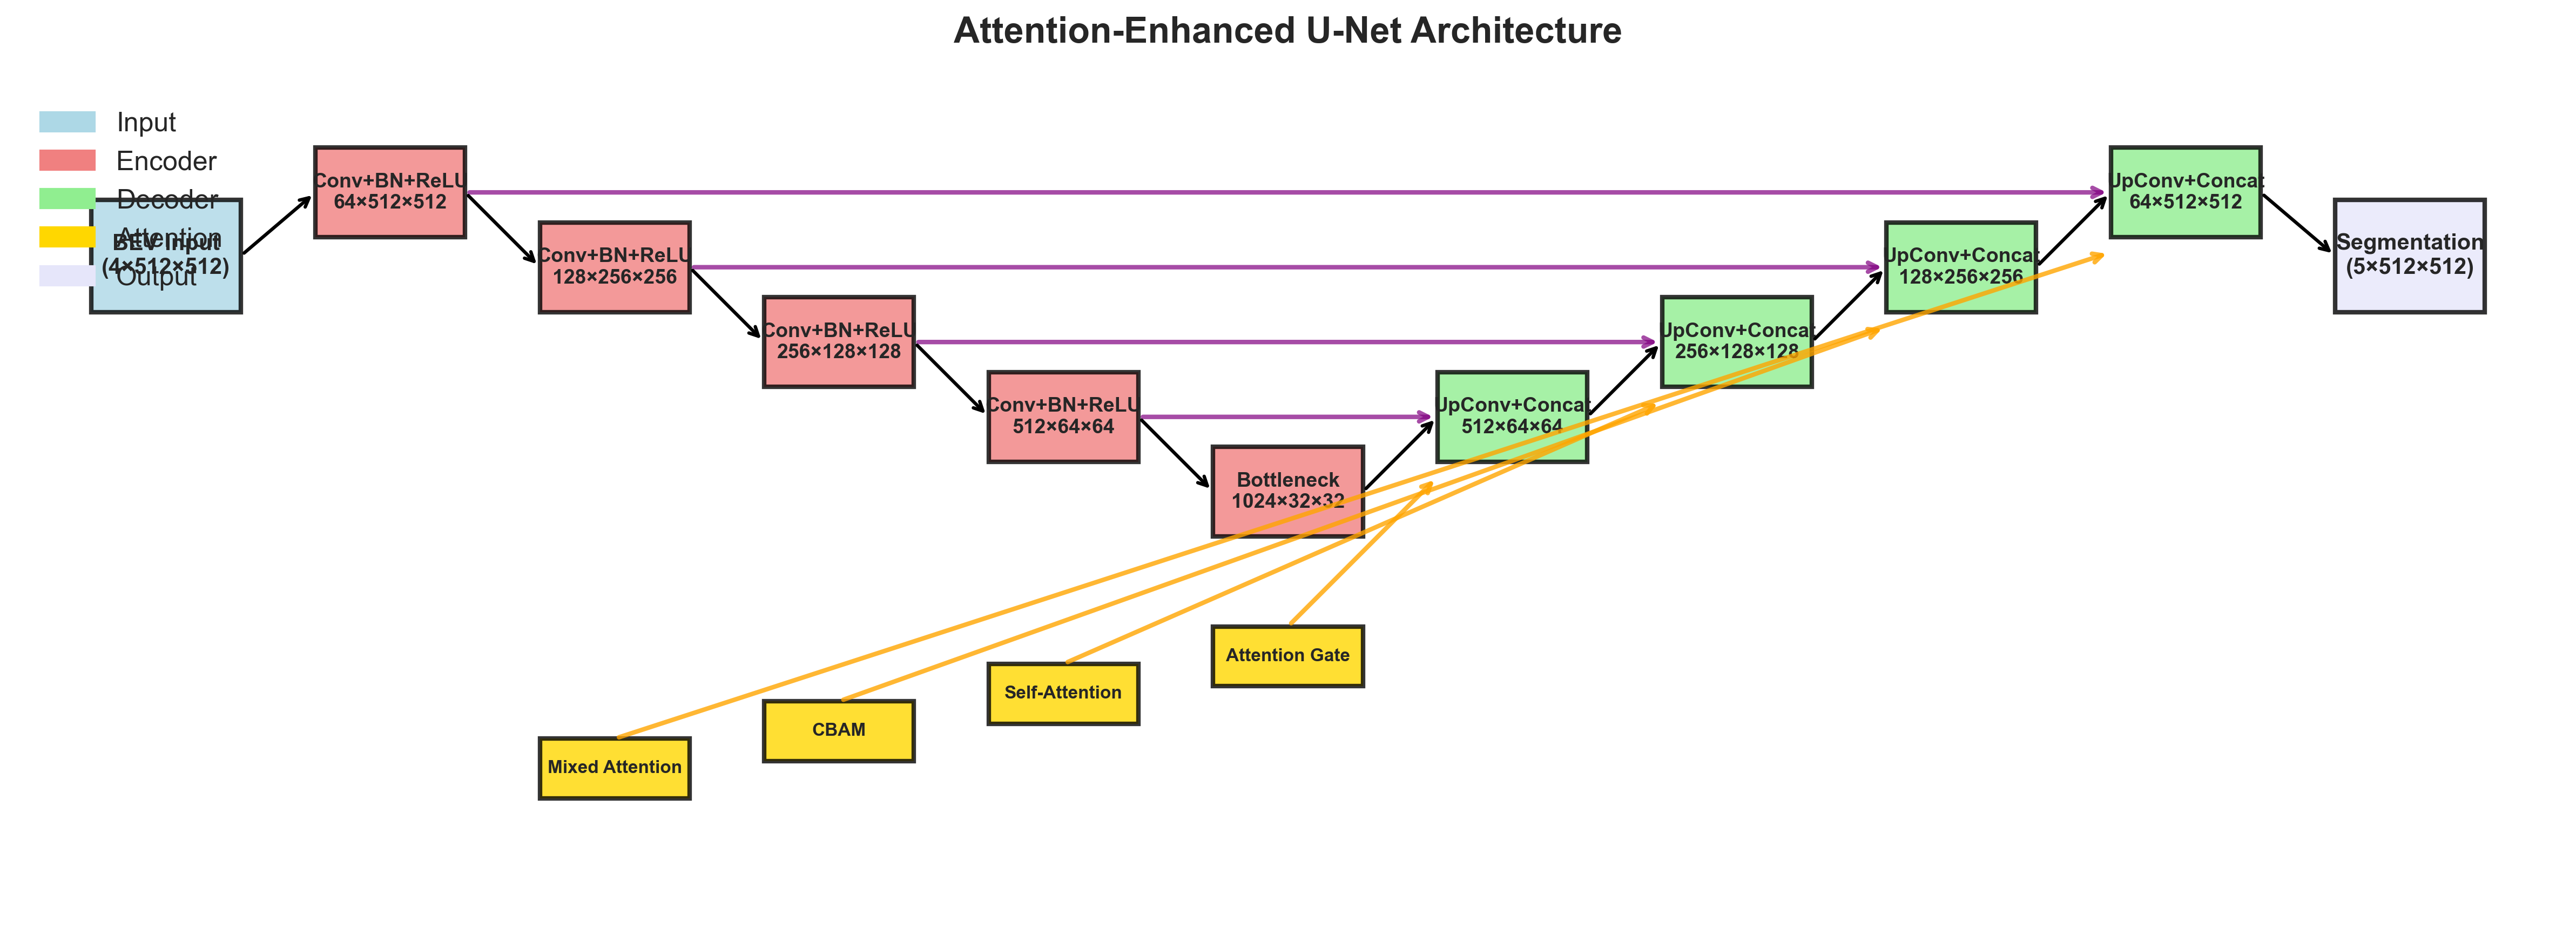 Attention-Enhanced U-Net Architecture
Input
Encoder
Decoder
Attention
Output
BEV Input
(4×512×512)
Conv+BN+ReLU
64×512×512
Conv+BN+ReLU
128×256×256
Conv+BN+ReLU
256×128×128
Conv+BN+ReLU
512×64×64
Bottleneck
1024×32×32
UpConv+Concat
512×64×64
UpConv+Concat
256×128×128
UpConv+Concat
128×256×256
UpConv+Concat
64×512×512
Segmentation
(5×512×512)
Attention Gate
Self-Attention
CBAM
Mixed Attention